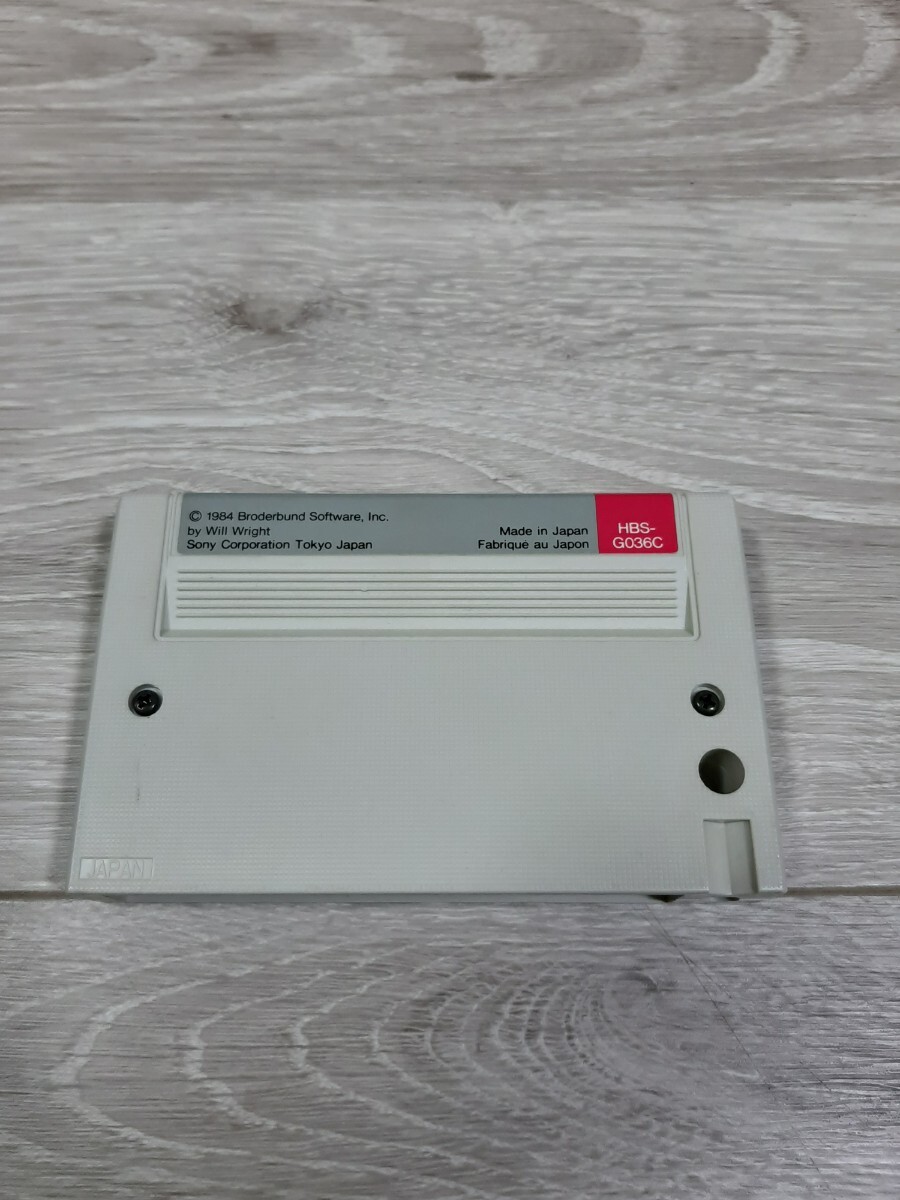 © 1984 Broderbund Software, Inc.
by Will Wright
Sony Corporation Tokyo Japan
Made in Japan
Fabriqué au Japon
HBS-
G036C
JAPAN